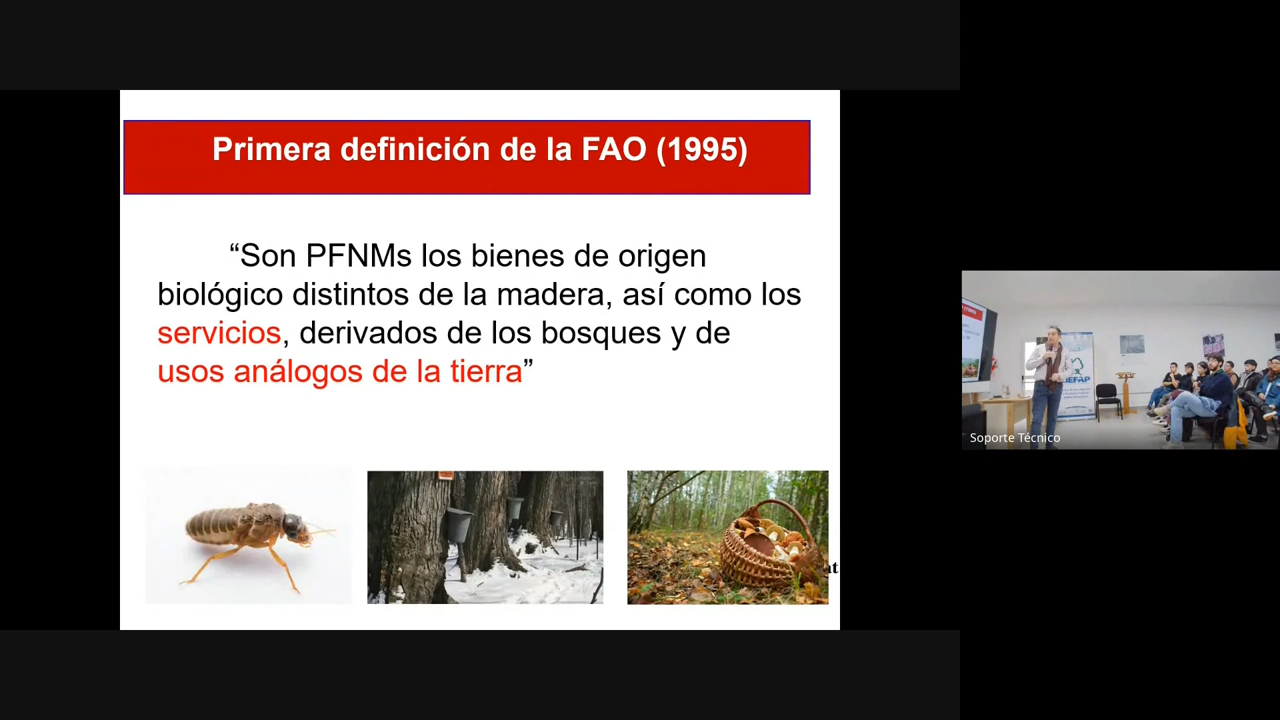 Primera definición de la FAO (1995)
“Son PFNMs los bienes de origen
biológico distintos de la madera, así como los
servicios, derivados de los bosques y de
usos análogos de la tierra”
Soporte Técnico